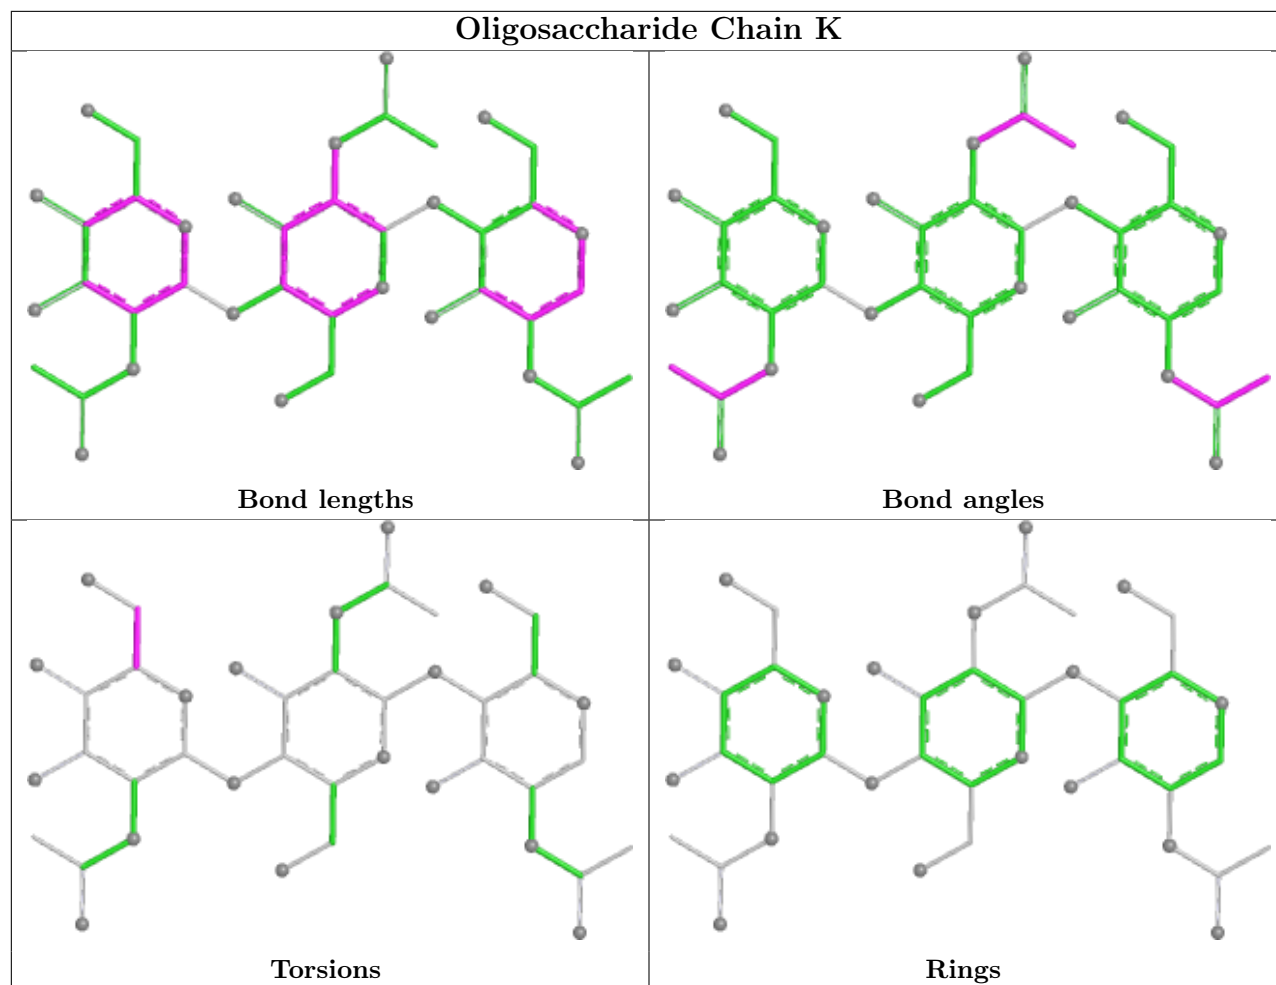 Oligosaccharide Chain K
Bond lengths
Bond angles
Torsions
Rings